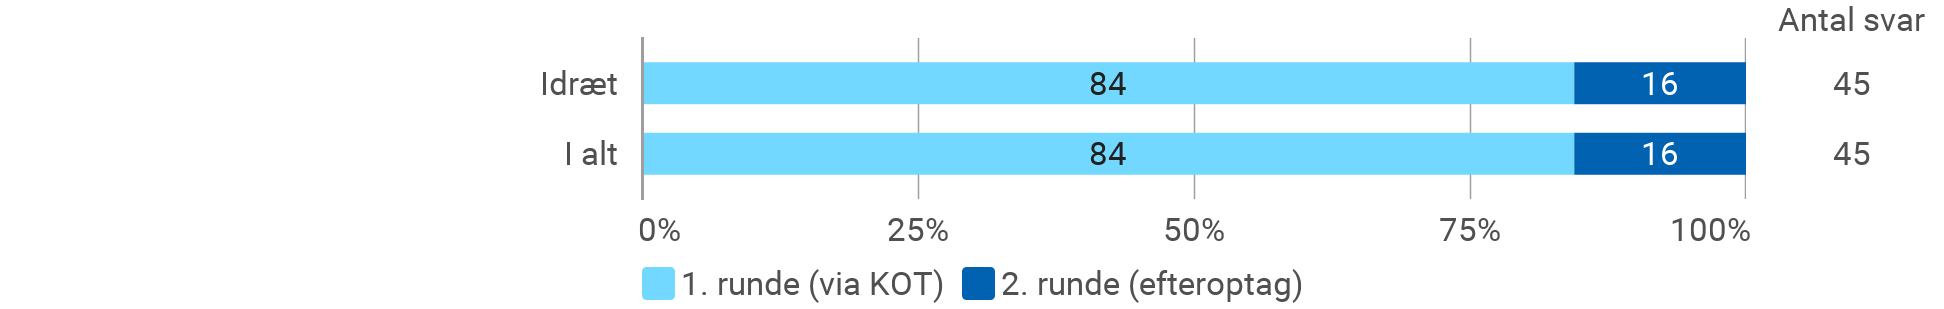 Antal svar
Idræt 84 16 45
I alt 84 16 45
0% 25% 50% 75% 100%
1. runde (via KOT) 2. runde (efteroptag)